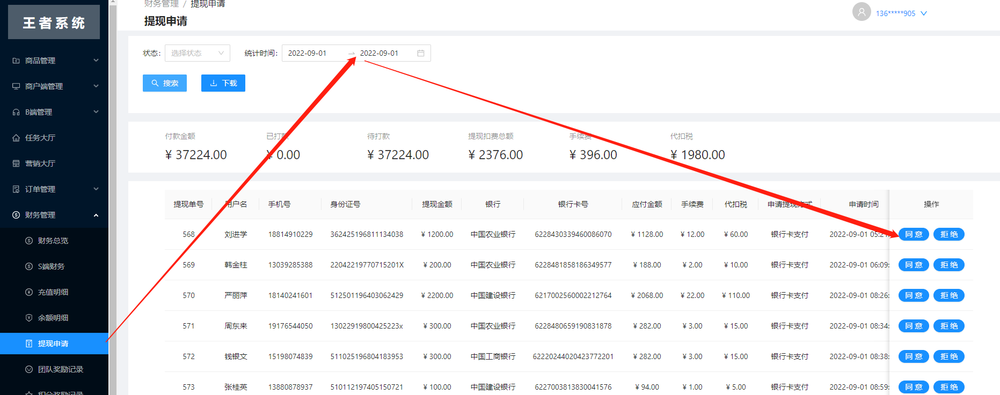 王者系统
商品管理
商户端管理
B端管理
任务大厅
营销大厅
订单管理
财务管理
财务总览
S端财务
充值明细
余额明细
提现申请
团队奖励记录
积分奖励记录
财务管理 / 提现申请
提现申请
136*****905
状态: 选择状态 统计时间: 2022-09-01 → 2022-09-01
搜索 下载
付款金额 已打款 待打款 提现扣费总额 手续费 代扣税
¥ 37224.00 ¥ 0.00 ¥ 37224.00 ¥ 2376.00 ¥ 396.00 ¥ 1980.00
提现单号 用户名 手机号 身份证号 提现金额 银行 银行卡号 应付金额 手续费 代扣税 申请提现方式 申请时间 操作
568 刘进学 18814910229 362425196811134038 ¥ 1200.00 中国农业银行 6228430339460086070 ¥ 1128.00 ¥ 12.00 ¥ 60.00 银行卡支付 2022-09-01 05:21 同意 拒绝
569 韩金柱 13039285388 22042219770715201X ¥ 200.00 中国农业银行 6228481858186349577 ¥ 188.00 ¥ 2.00 ¥ 10.00 银行卡支付 2022-09-01 06:09: 同意 拒绝
570 严丽萍 18140241601 512501196403062429 ¥ 2200.00 中国建设银行 6217002560002212764 ¥ 2068.00 ¥ 22.00 ¥ 110.00 银行卡支付 2022-09-01 08:26: 同意 拒绝
571 周东来 19176544050 13022919800425223x ¥ 300.00 中国农业银行 6228480659190831878 ¥ 282.00 ¥ 3.00 ¥ 15.00 银行卡支付 2022-09-01 08:34: 同意 拒绝
572 钱银文 15198074839 511025196804183953 ¥ 300.00 中国工商银行 62220244020423772201 ¥ 282.00 ¥ 3.00 ¥ 15.00 银行卡支付 2022-09-01 08:38: 同意 拒绝
573 张桂英 13880878937 510112197405150721 ¥ 100.00 中国建设银行 6227003813830041576 ¥ 94.00 ¥ 1.00 ¥ 5.00 银行卡支付 2022-09-01 08:59: 同意 拒绝